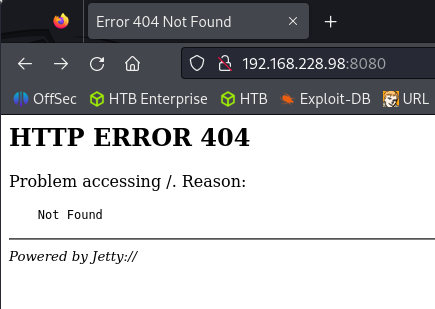 Error 404 Not Found
192.168.228.98:8080
OffSec HTB Enterprise HTB Exploit-DB URL
HTTP ERROR 404
Problem accessing /. Reason:
Not Found
Powered by Jetty://